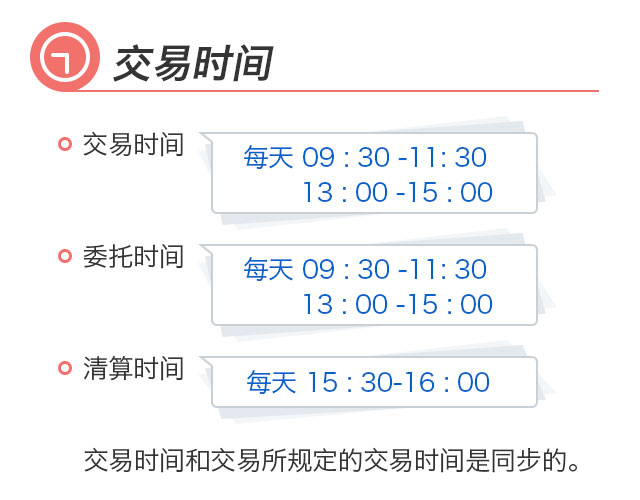 交易时间
交易时间
每天 09 : 30 -11: 30
13 : 00 -15 : 00
委托时间
每天 09 : 30 -11: 30
13 : 00 -15 : 00
清算时间
每天 15 : 30-16 : 00
交易时间和交易所规定的交易时间是同步的。